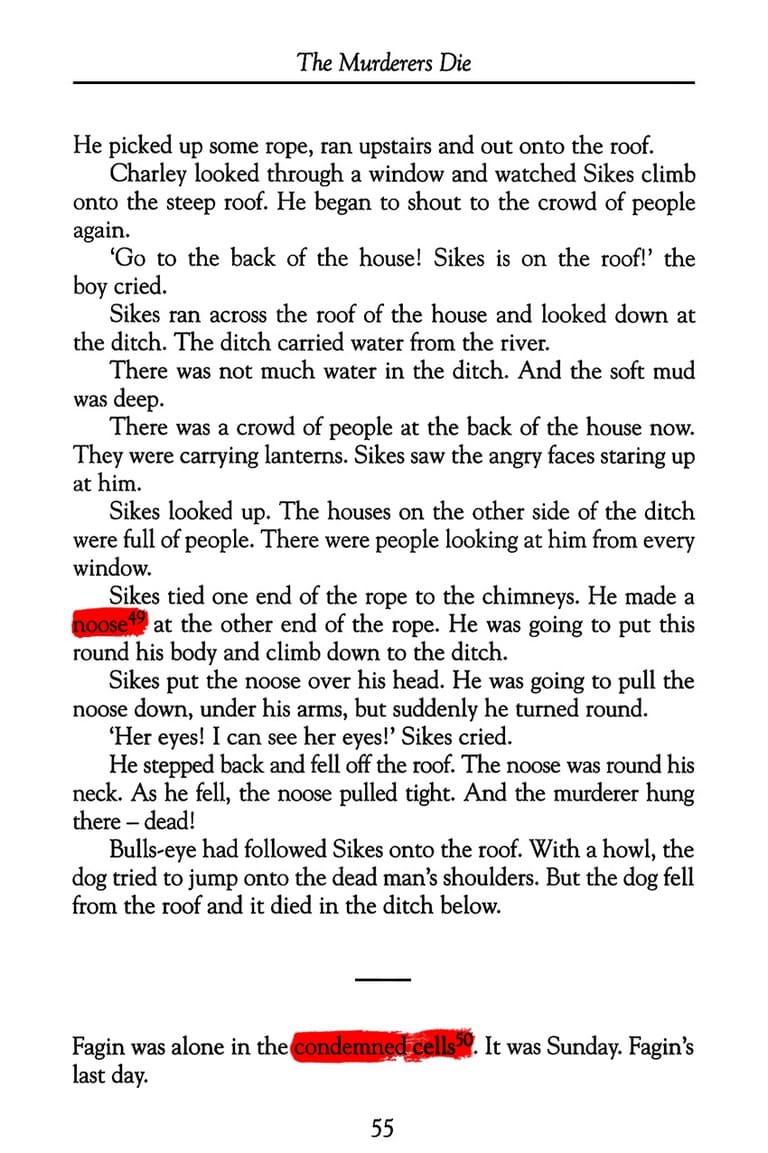 The Murderers Die
He picked up some rope, ran upstairs and out onto the roof.
Charley looked through a window and watched Sikes climb
onto the steep roof. He began to shout to the crowd of people
again.
‘Go to the back of the house! Sikes is on the roof!’ the
boy cried.
Sikes ran across the roof of the house and looked down at
the ditch. The ditch carried water from the river.
There was not much water in the ditch. And the soft mud
was deep.
There was a crowd of people at the back of the house now.
They were carrying lanterns. Sikes saw the angry faces staring up
at him.
Sikes looked up. The houses on the other side of the ditch
were full of people. There were people looking at him from every
window.
Sikes tied one end of the rope to the chimneys. He made a
noose⁴⁹ at the other end of the rope. He was going to put this
round his body and climb down to the ditch.
Sikes put the noose over his head. He was going to pull the
noose down, under his arms, but suddenly he turned round.
‘Her eyes! I can see her eyes!’ Sikes cried.
He stepped back and fell off the roof. The noose was round his
neck. As he fell, the noose pulled tight. And the murderer hung
there – dead!
Bulls-eye had followed Sikes onto the roof. With a howl, the
dog tried to jump onto the dead man’s shoulders. But the dog fell
from the roof and it died in the ditch below.
Fagin was alone in the condemned cells⁵⁰. It was Sunday. Fagin’s
last day.
55